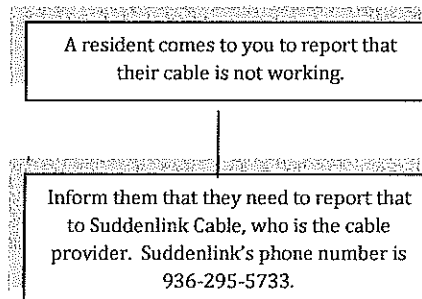 A resident comes to you to report that
their cable is not working.
Inform them that they need to report that
to Suddenlink Cable, who is the cable
provider.  Suddenlink's phone number is
936-295-5733.